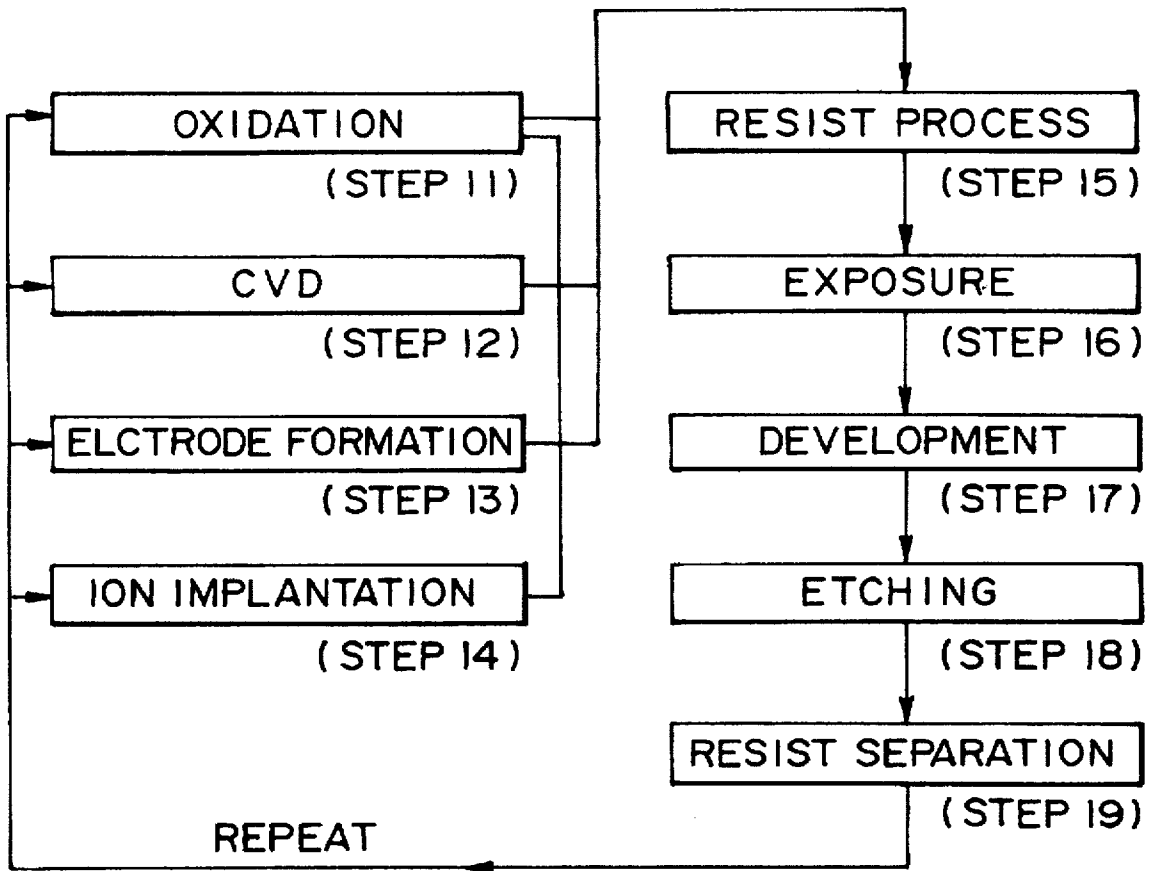 OXIDATION
(STEP 11)
CVD
(STEP 12)
ELCTRODE FORMATION
(STEP 13)
ION IMPLANTATION
(STEP 14)
RESIST PROCESS
(STEP 15)
EXPOSURE
(STEP 16)
DEVELOPMENT
(STEP 17)
ETCHING
(STEP 18)
RESIST SEPARATION
(STEP 19)
REPEAT